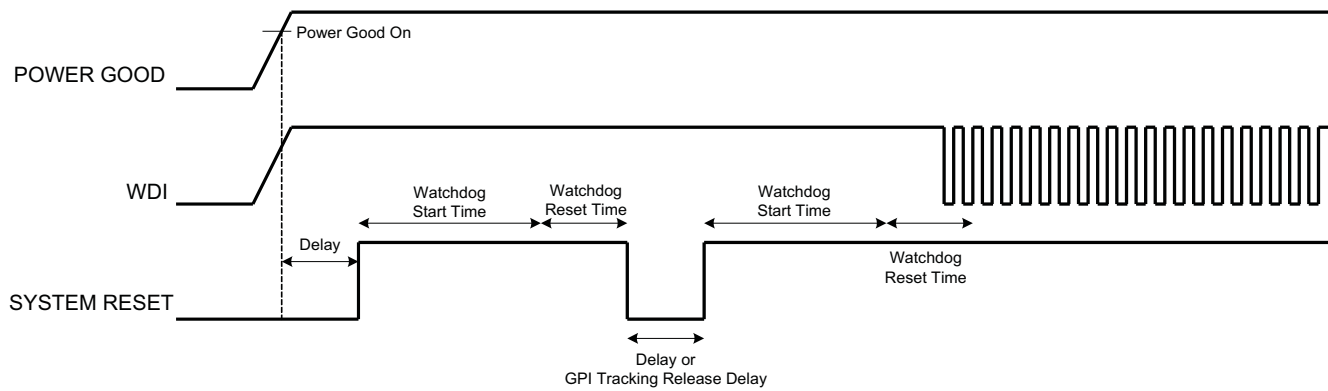 Power Good On
POWER GOOD
WDI
Watchdog
Start Time
Watchdog
Reset Time
Watchdog
Start Time
Delay
Watchdog
Reset Time
SYSTEM RESET
Delay or
GPI Tracking Release Delay